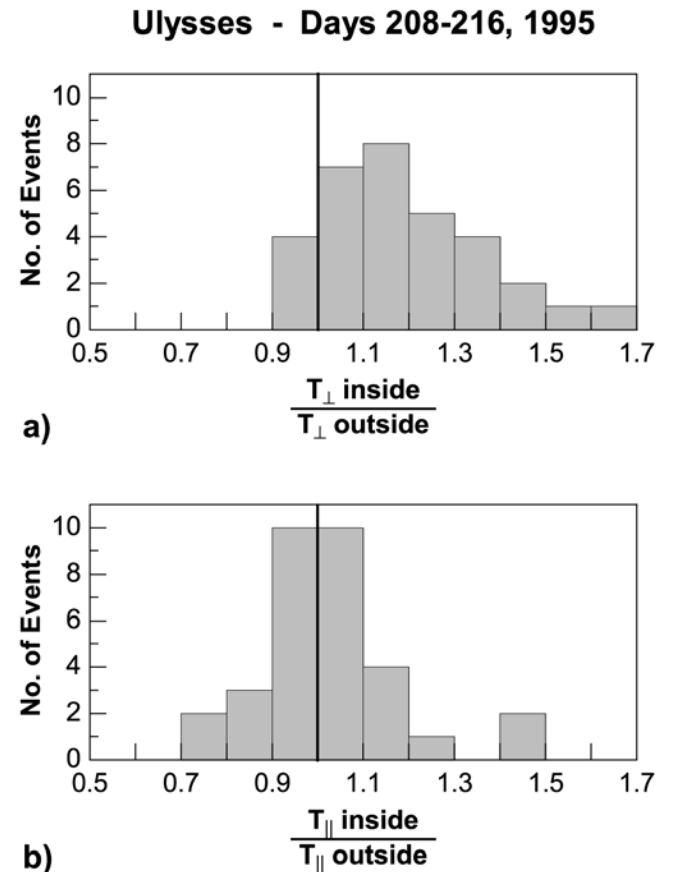 Ulysses - Days 208-216, 1995
No. of Events
10
8
6
4
2
0
0.5 0.7 0.9 1.1 1.3 1.5 1.7
T⊥ inside
T⊥ outside
a)
No. of Events
10
8
6
4
2
0
0.5 0.7 0.9 1.1 1.3 1.5 1.7
T|| inside
T|| outside
b)